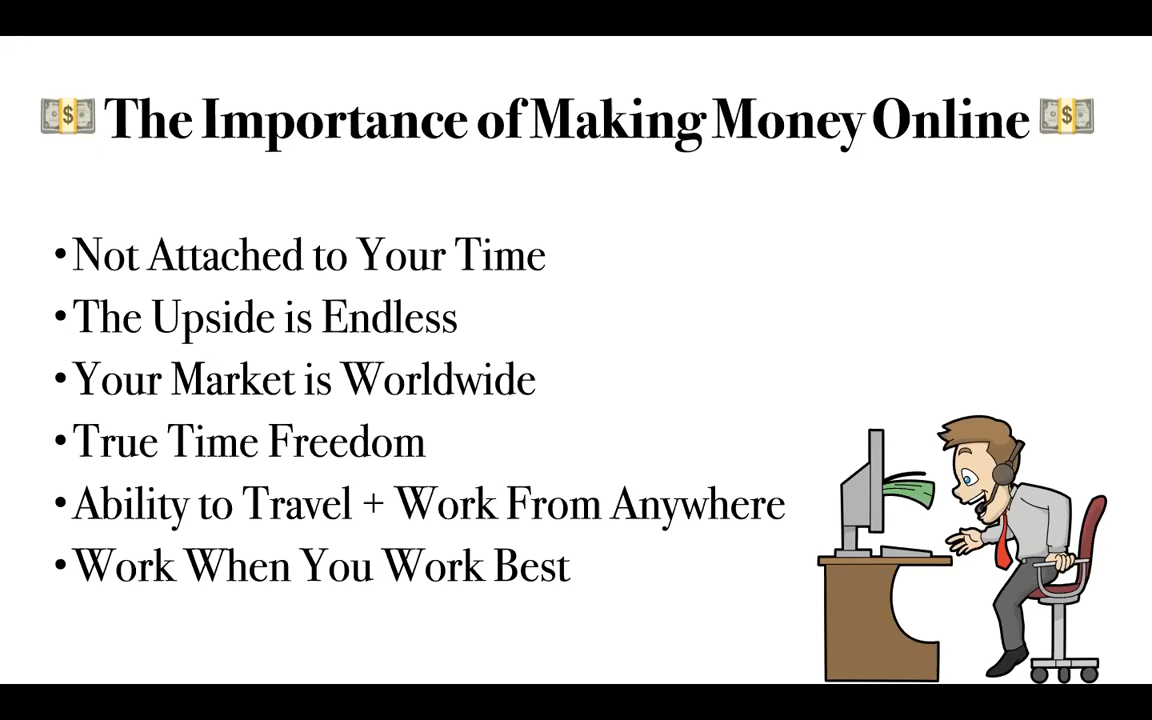 The Importance of Making Money Online
•Not Attached to Your Time
•The Upside is Endless
•Your Market is Worldwide
•True Time Freedom
•Ability to Travel + Work From Anywhere
•Work When You Work Best